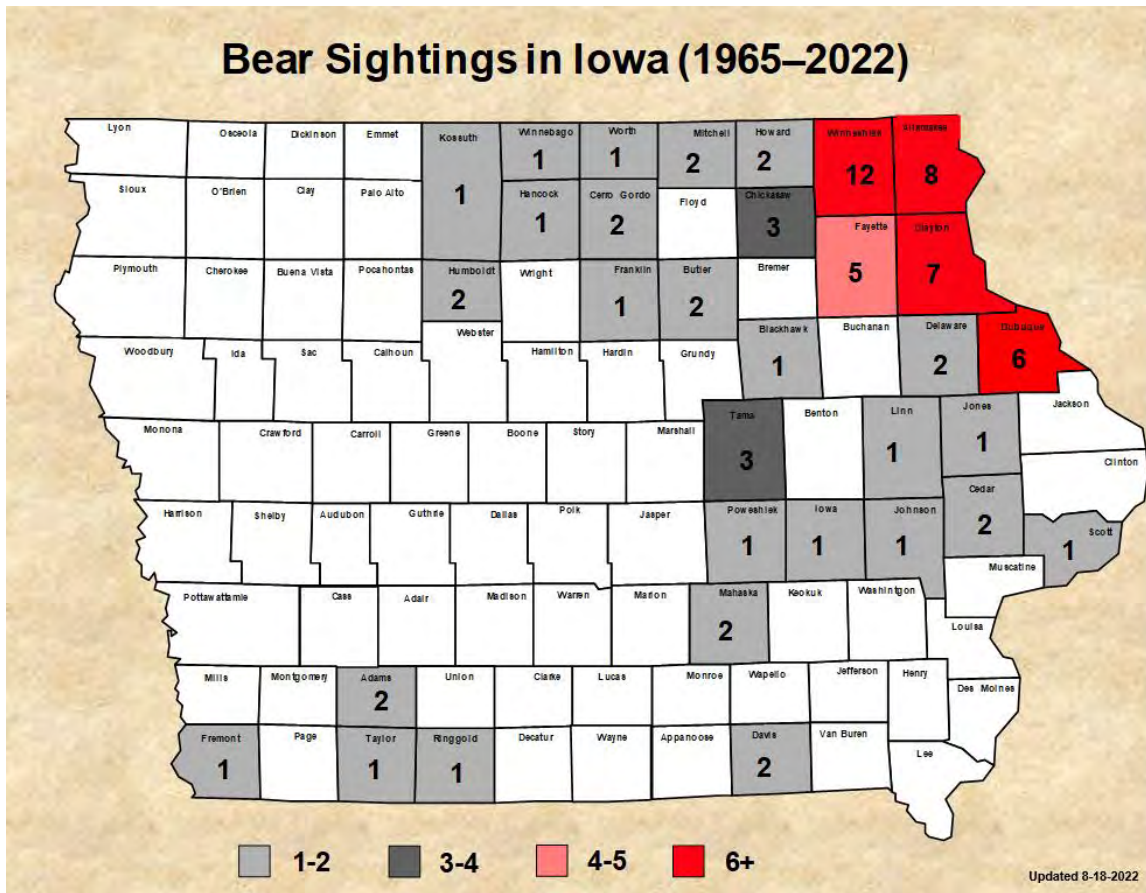 Bear Sightings in Iowa (1965–2022)
Lyon
Osceola
Dickinson
Emmet
Kossuth
1
Winnebago
1
Worth
1
Mitchell
2
Howard
2
Winneshiek
12
Allamakee
8
Sioux
O'Brien
Clay
Palo Alto
Hancock
1
Cerro Gordo
2
Floyd
Chickasaw
3
Fayette
5
Clayton
7
Plymouth
Cherokee
Buena Vista
Pocahontas
Humboldt
2
Wright
Franklin
1
Butler
2
Bremer
Woodbury
Ida
Sac
Calhoun
Webster
Hamilton
Hardin
Grundy
Blackhawk
1
Buchanan
Delaware
2
Dubuque
6
Monona
Crawford
Carroll
Greene
Boone
Story
Marshall
Tama
3
Benton
Linn
1
Jones
1
Jackson
Clinton
Harrison
Shelby
Audubon
Guthrie
Dallas
Polk
Jasper
Poweshiek
1
Iowa
1
Johnson
1
Cedar
2
Scott
1
Muscatine
Pottawattamie
Cass
Adair
Madison
Warren
Marion
Mahaska
2
Keokuk
Washintgon
Louisa
Mills
Montgomery
Adams
2
Union
Clarke
Lucas
Monroe
Wapello
Jefferson
Henry
Des Moines
Fremont
1
Page
Taylor
1
Ringgold
1
Decatur
Wayne
Appanoose
Davis
2
Van Buren
Lee
1-2
3-4
4-5
6+
Updated 8-18-2022